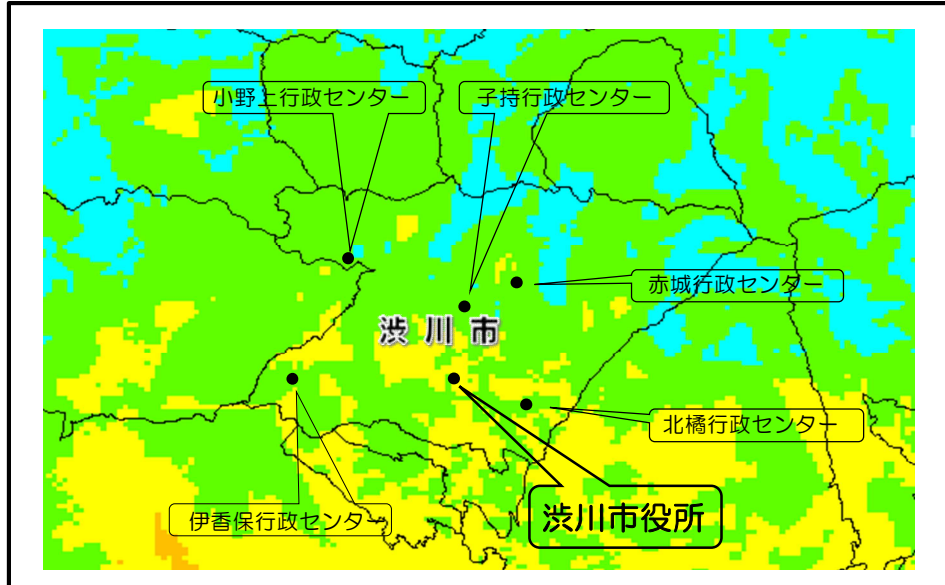 小野上行政センター
子持行政センター
赤城行政センター
渋川市
北橘行政センター
伊香保行政センター
渋川市役所